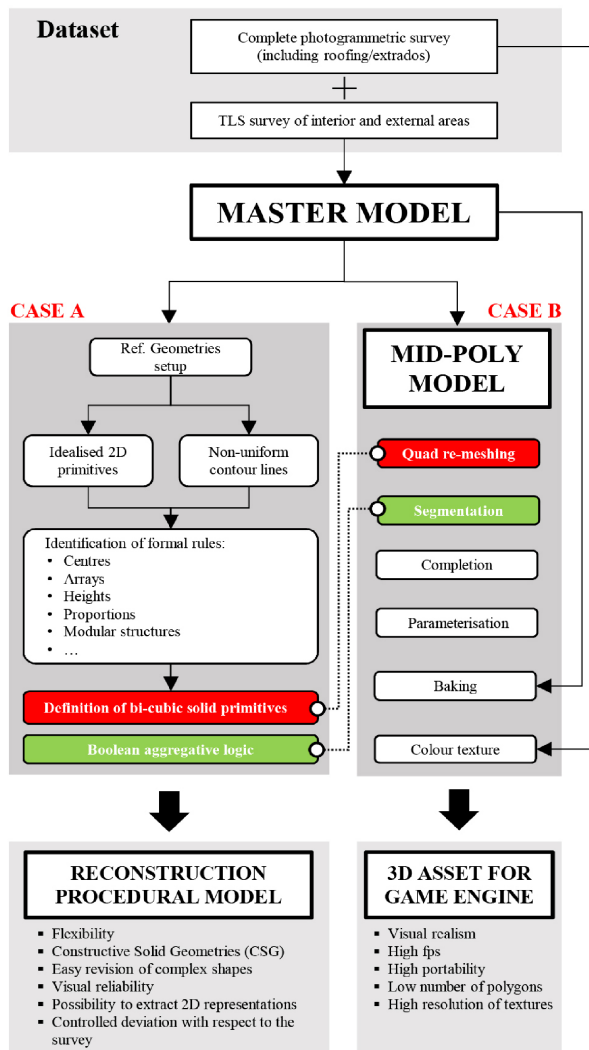 Dataset
Complete photogrammetric survey
(including roofing/extrados)
TLS survey of interior and external areas
MASTER MODEL
CASE A
Ref. Geometries
setup
Idealised 2D
primitives
Non-uniform
contour lines
Identification of formal rules:
• Centres
• Arrays
• Heights
• Proportions
• Modular structures
• …
Definition of bi-cubic solid primitives
Boolean aggregative logic
CASE B
MID-POLY
MODEL
Quad re-meshing
Segmentation
Completion
Parameterisation
Baking
Colour texture
RECONSTRUCTION
PROCEDURAL MODEL
▪ Flexibility
▪ Constructive Solid Geometries (CSG)
▪ Easy revision of complex shapes
▪ Visual reliability
▪ Possibility to extract 2D representations
▪ Controlled deviation with respect to the
survey
3D ASSET FOR
GAME ENGINE
▪ Visual realism
▪ High fps
▪ High portability
▪ Low number of polygons
▪ High resolution of textures